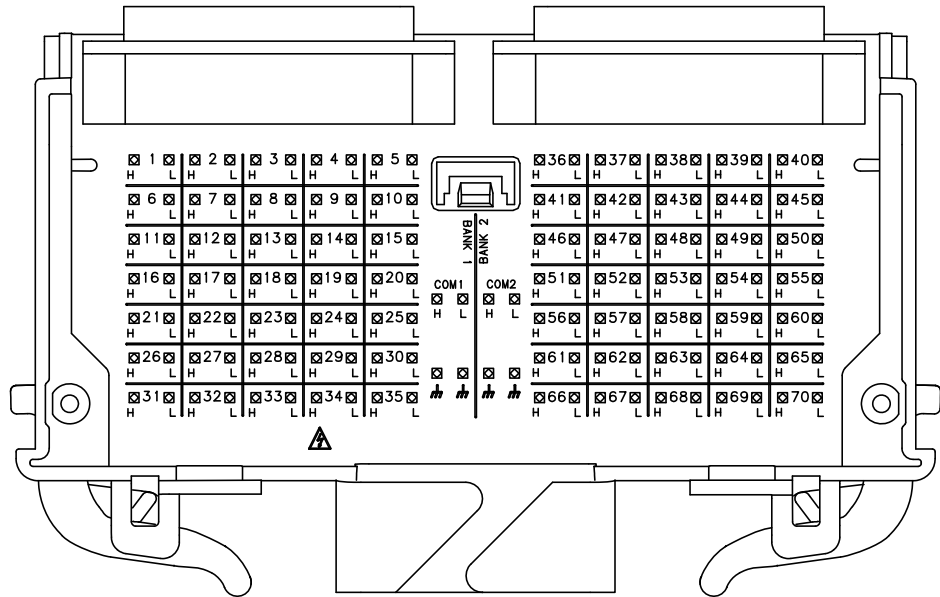 1 2 3 4 5 36 37 38 39 40
H L H L H L H L H L H L H L H L H L H L
6 7 8 9 10 41 42 43 44 45
H L H L H L H L H L H L H L H L H L H L
BANK 1
BANK 2
11 12 13 14 15 46 47 48 49 50
H L H L H L H L H L H L H L H L H L H L
16 17 18 19 20 51 52 53 54 55
H L H L H L H L H L H L H L H L H L H L
COM1 COM2
H L H L
21 22 23 24 25 56 57 58 59 60
H L H L H L H L H L H L H L H L H L H L
26 27 28 29 30 61 62 63 64 65
H L H L H L H L H L H L H L H L H L H L
31 32 33 34 35 66 67 68 69 70
H L H L H L H L H L H L H L H L H L H L